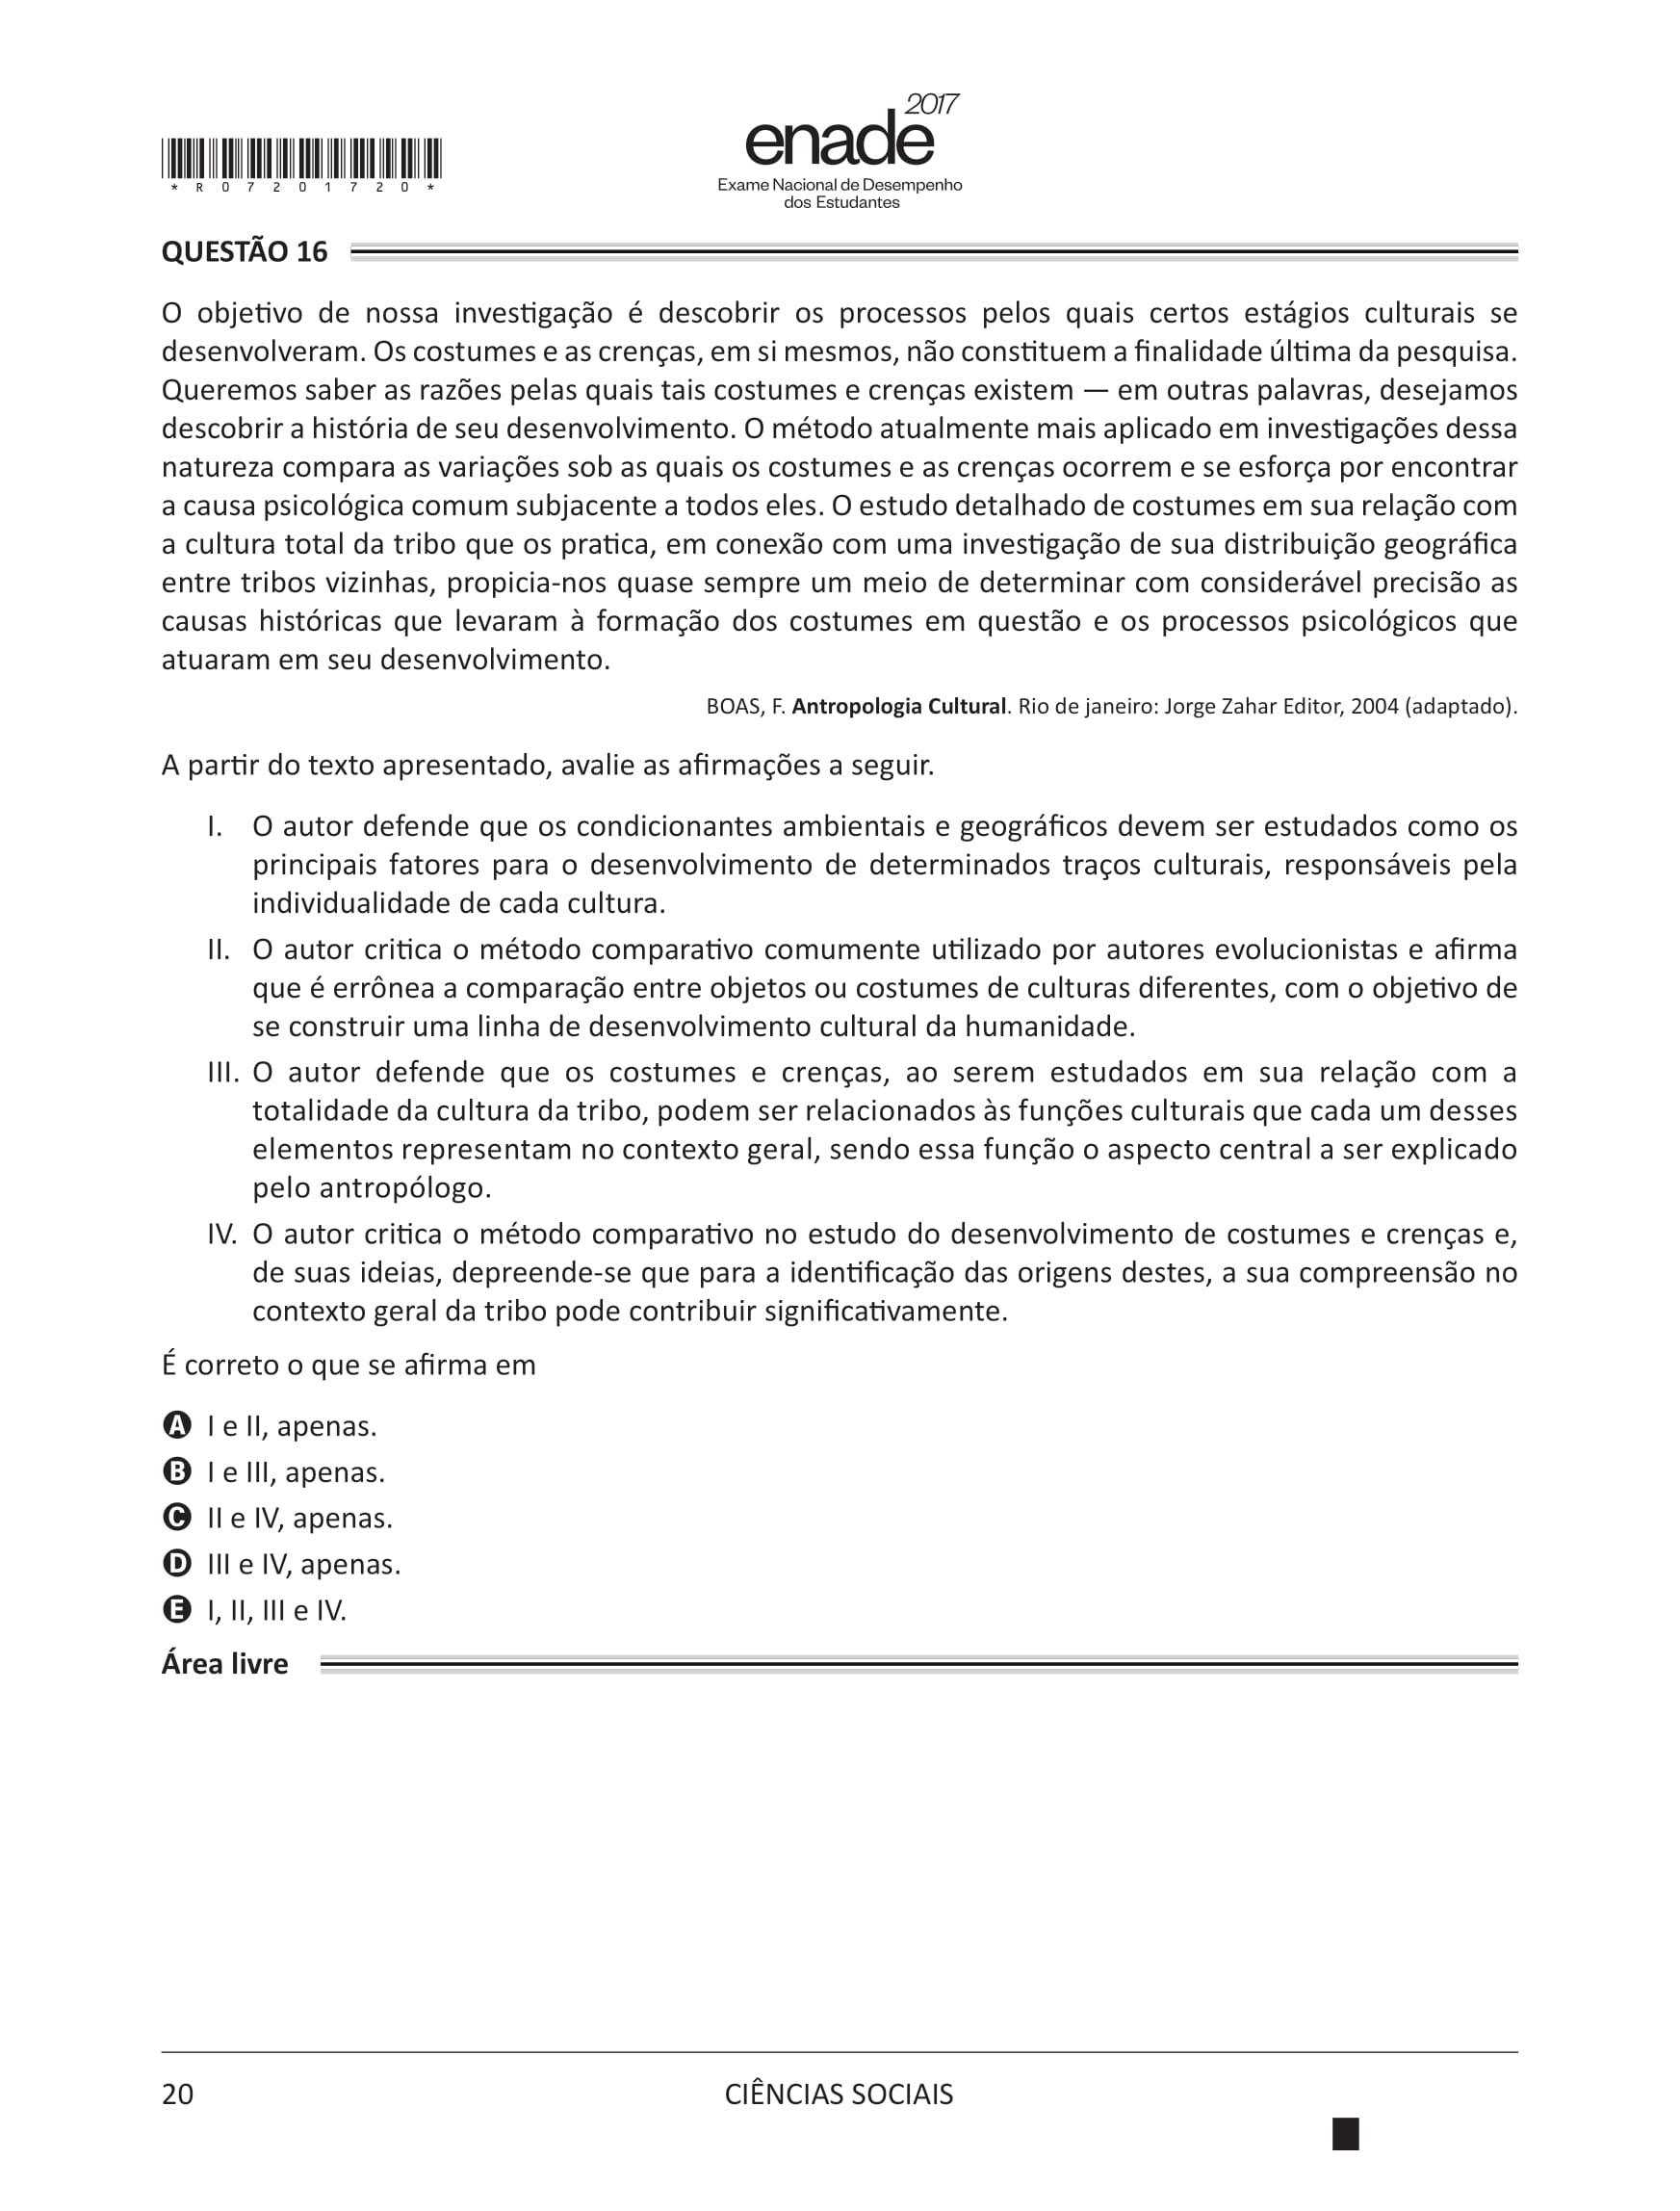 2017
enade
Exame Nacional de Desempenho
dos Estudantes
* R 0 7 2 0 1 7 2 0 *
QUESTÃO 16
O objetivo de nossa investigação é descobrir os processos pelos quais certos estágios culturais se
desenvolveram. Os costumes e as crenças, em si mesmos, não constituem a finalidade última da pesquisa.
Queremos saber as razões pelas quais tais costumes e crenças existem — em outras palavras, desejamos
descobrir a história de seu desenvolvimento. O método atualmente mais aplicado em investigações dessa
natureza compara as variações sob as quais os costumes e as crenças ocorrem e se esforça por encontrar
a causa psicológica comum subjacente a todos eles. O estudo detalhado de costumes em sua relação com
a cultura total da tribo que os pratica, em conexão com uma investigação de sua distribuição geográfica
entre tribos vizinhas, propicia-nos quase sempre um meio de determinar com considerável precisão as
causas históricas que levaram à formação dos costumes em questão e os processos psicológicos que
atuaram em seu desenvolvimento.
BOAS, F. Antropologia Cultural. Rio de janeiro: Jorge Zahar Editor, 2004 (adaptado).
A partir do texto apresentado, avalie as afirmações a seguir.
I. O autor defende que os condicionantes ambientais e geográficos devem ser estudados como os
principais fatores para o desenvolvimento de determinados traços culturais, responsáveis pela
individualidade de cada cultura.
II. O autor critica o método comparativo comumente utilizado por autores evolucionistas e afirma
que é errônea a comparação entre objetos ou costumes de culturas diferentes, com o objetivo de
se construir uma linha de desenvolvimento cultural da humanidade.
III. O autor defende que os costumes e crenças, ao serem estudados em sua relação com a
totalidade da cultura da tribo, podem ser relacionados às funções culturais que cada um desses
elementos representam no contexto geral, sendo essa função o aspecto central a ser explicado
pelo antropólogo.
IV. O autor critica o método comparativo no estudo do desenvolvimento de costumes e crenças e,
de suas ideias, depreende-se que para a identificação das origens destes, a sua compreensão no
contexto geral da tribo pode contribuir significativamente.
É correto o que se afirma em
A I e II, apenas.
B I e III, apenas.
C II e IV, apenas.
D III e IV, apenas.
E I, II, III e IV.
Área livre
20
CIÊNCIAS SOCIAIS